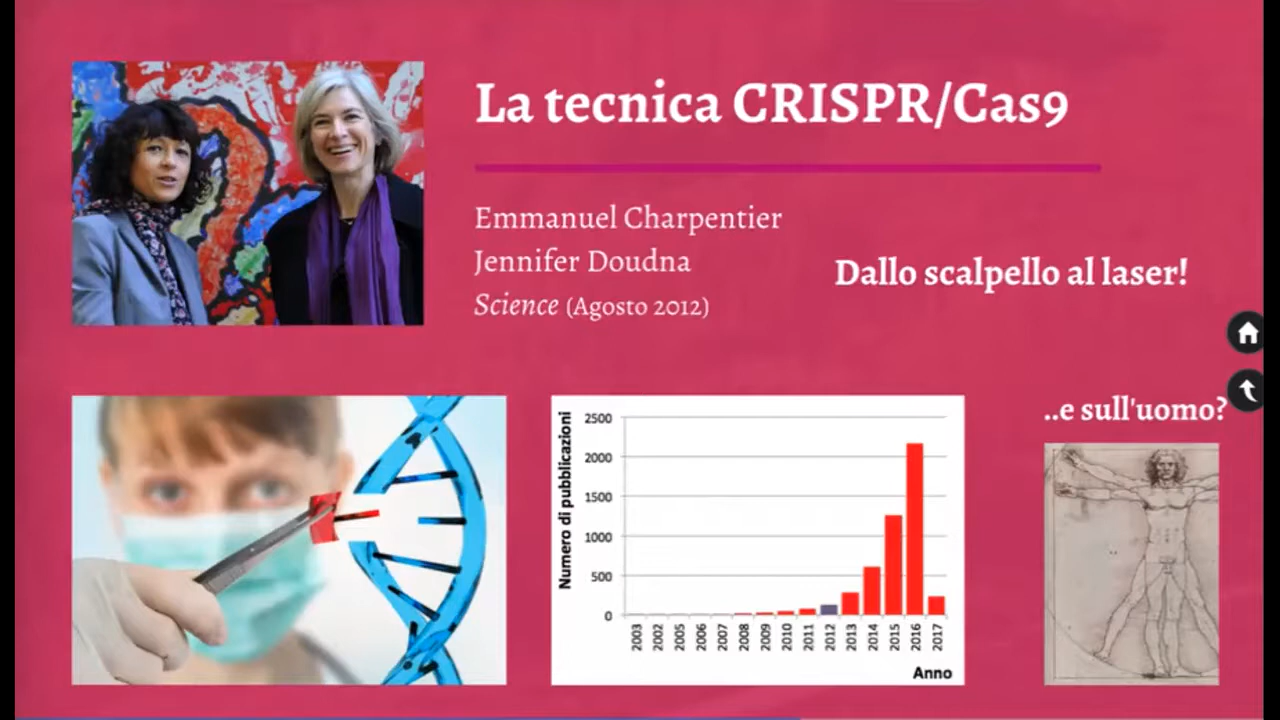 La tecnica CRISPR/Cas9
Emmanuel Charpentier
Jennifer Doudna
Science (Agosto 2012)
Dallo scalpello al laser!
Numero di pubblicazioni
2500
2000
1500
1000
500
0
2003
2002
2005
2006
2007
2008
2009
2010
2011
2012
2013
2014
2015
2016
2017
Anno
..e sull'uomo?